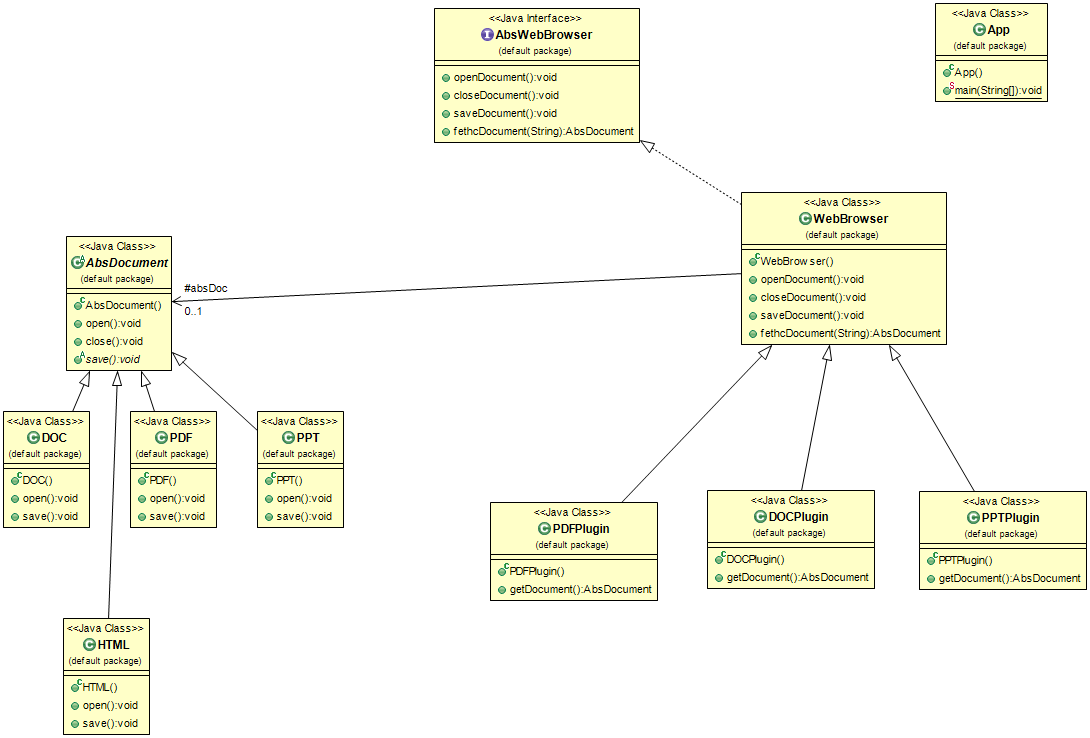 <<Java Interface>>
AbsWebBrowser
(default package)
openDocument():void
closeDocument():void
saveDocument():void
fethcDocument(String):AbsDocument
<<Java Class>>
App
(default package)
App()
main(String[]):void
<<Java Class>>
WebBrowser
(default package)
WebBrowser()
openDocument():void
closeDocument():void
saveDocument():void
fethcDocument(String):AbsDocument
<<Java Class>>
AbsDocument
(default package)
AbsDocument()
open():void
close():void
save():void
#absDoc
0..1
<<Java Class>>
DOC
(default package)
DOC()
open():void
save():void
<<Java Class>>
PDF
(default package)
PDF()
open():void
save():void
<<Java Class>>
PPT
(default package)
PPT()
open():void
save():void
<<Java Class>>
PDFPlugin
(default package)
PDFPlugin()
getDocument():AbsDocument
<<Java Class>>
DOCPlugin
(default package)
DOCPlugin()
getDocument():AbsDocument
<<Java Class>>
PPTPlugin
(default package)
PPTPlugin()
getDocument():AbsDocument
<<Java Class>>
HTML
(default package)
HTML()
open():void
save():void